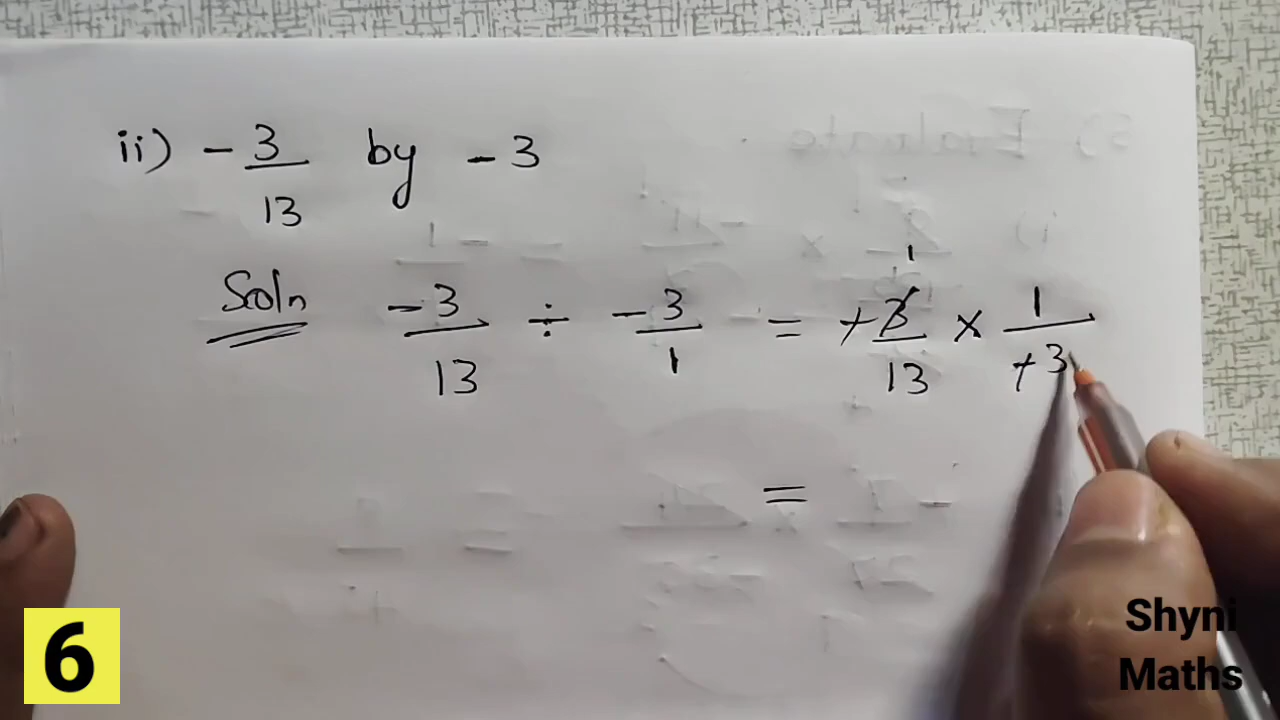 ii) -3/13 by -3
Soln -3/13 ÷ -3/1 = +3/13 × 1/+3
1
=
6
Shyni
Maths